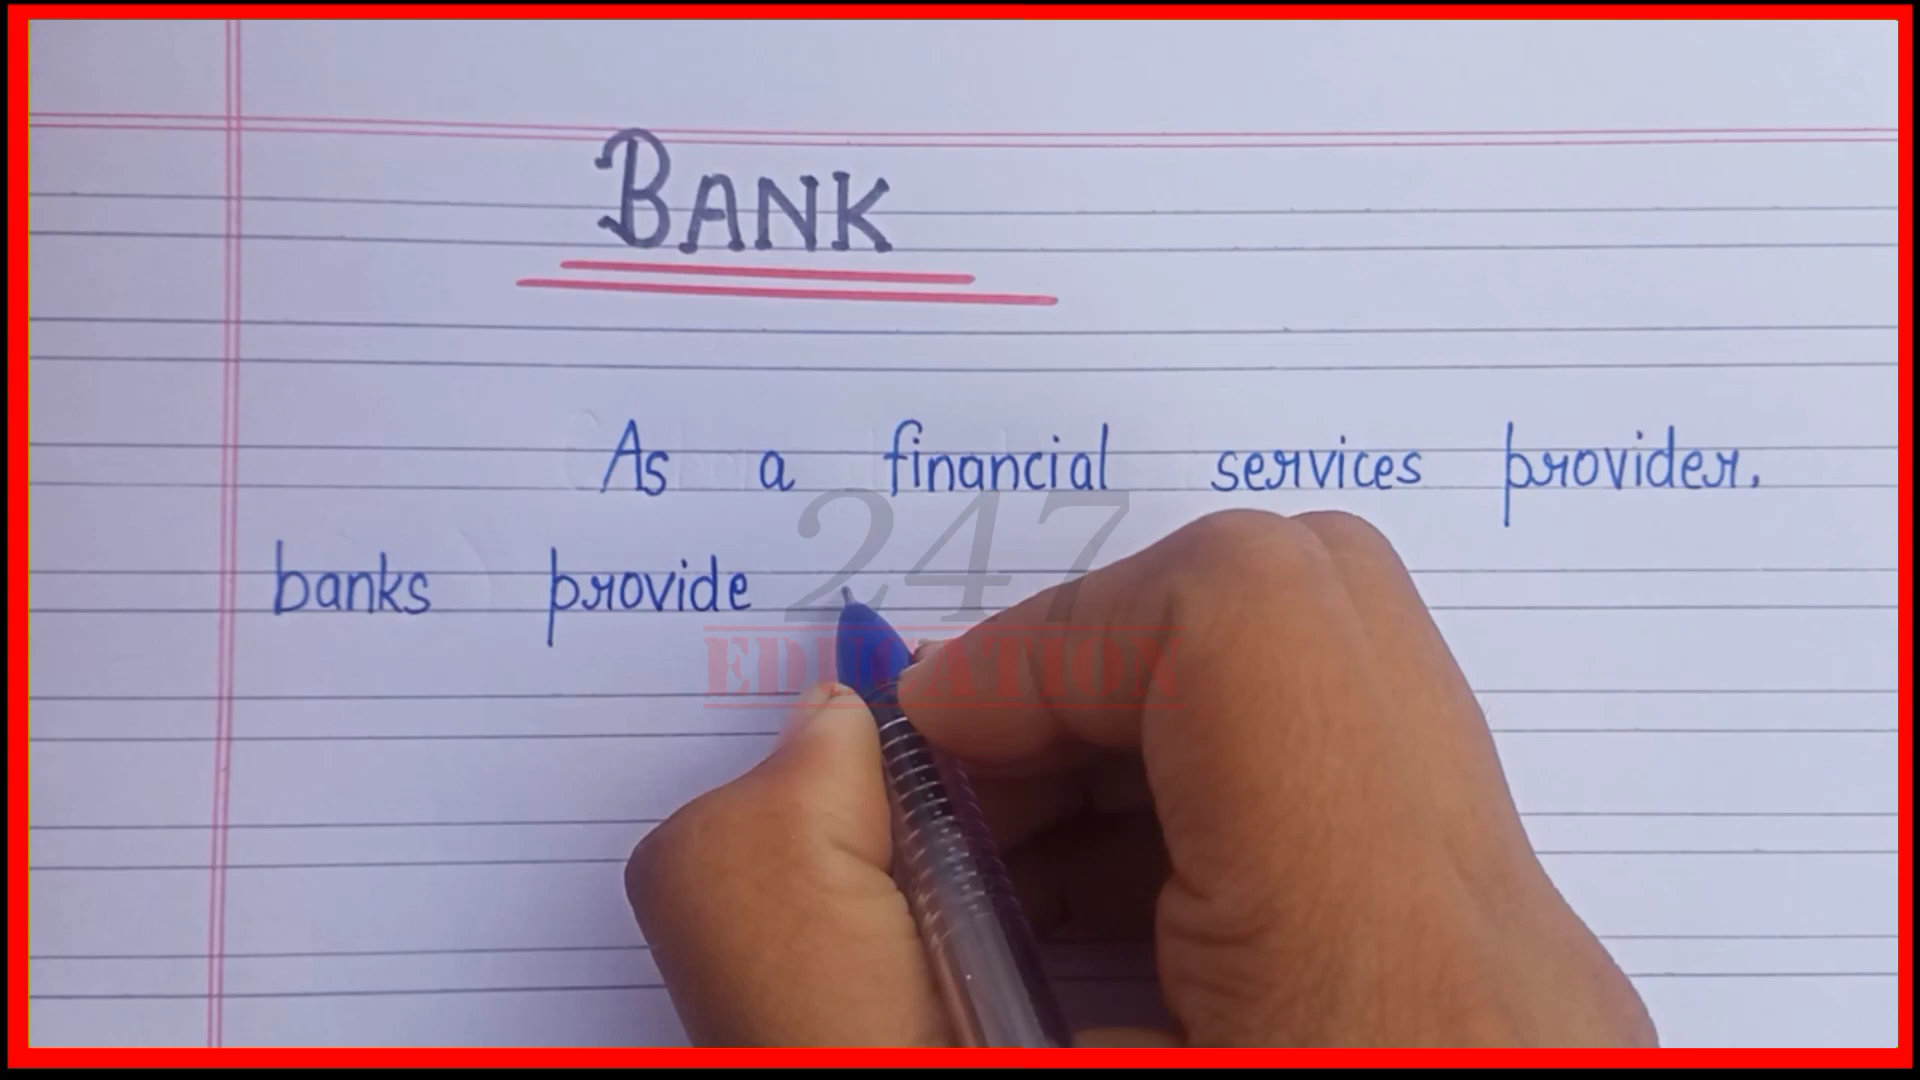 BANK
As a financial services provider.
banks provide
247
EDUCATION